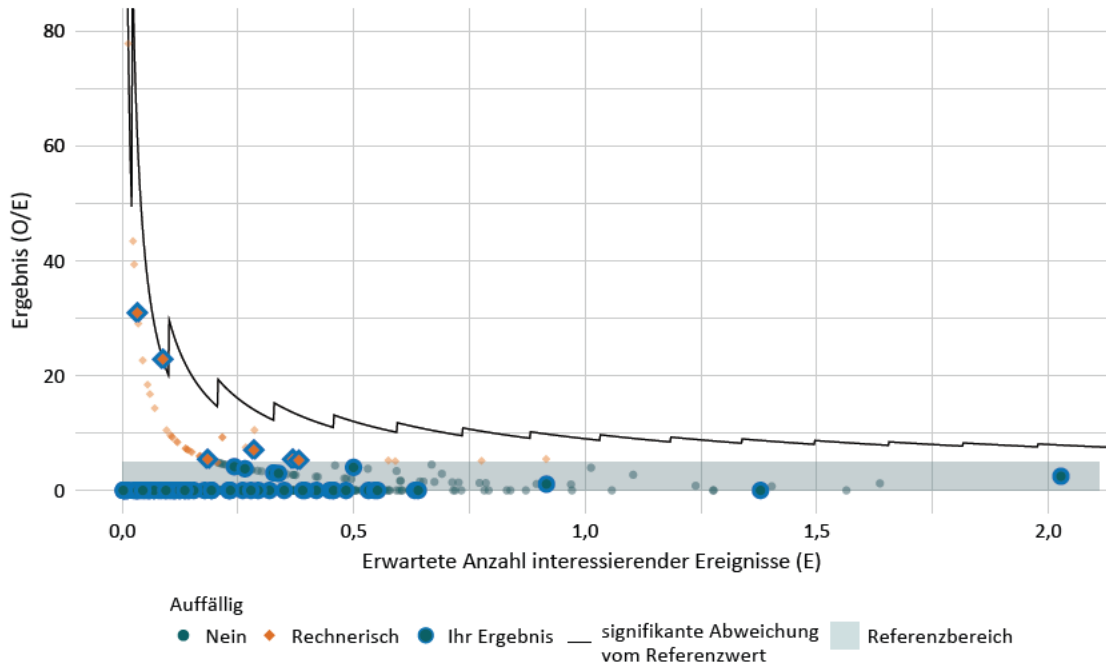 80
60
40
20
0
Ergebnis (O/E)
0,0 0,5 1,0 1,5 2,0
Erwartete Anzahl interessierender Ereignisse (E)
Auffällig
Nein Rechnerisch Ihr Ergebnis signifikante Abweichung vom Referenzwert Referenzbereich